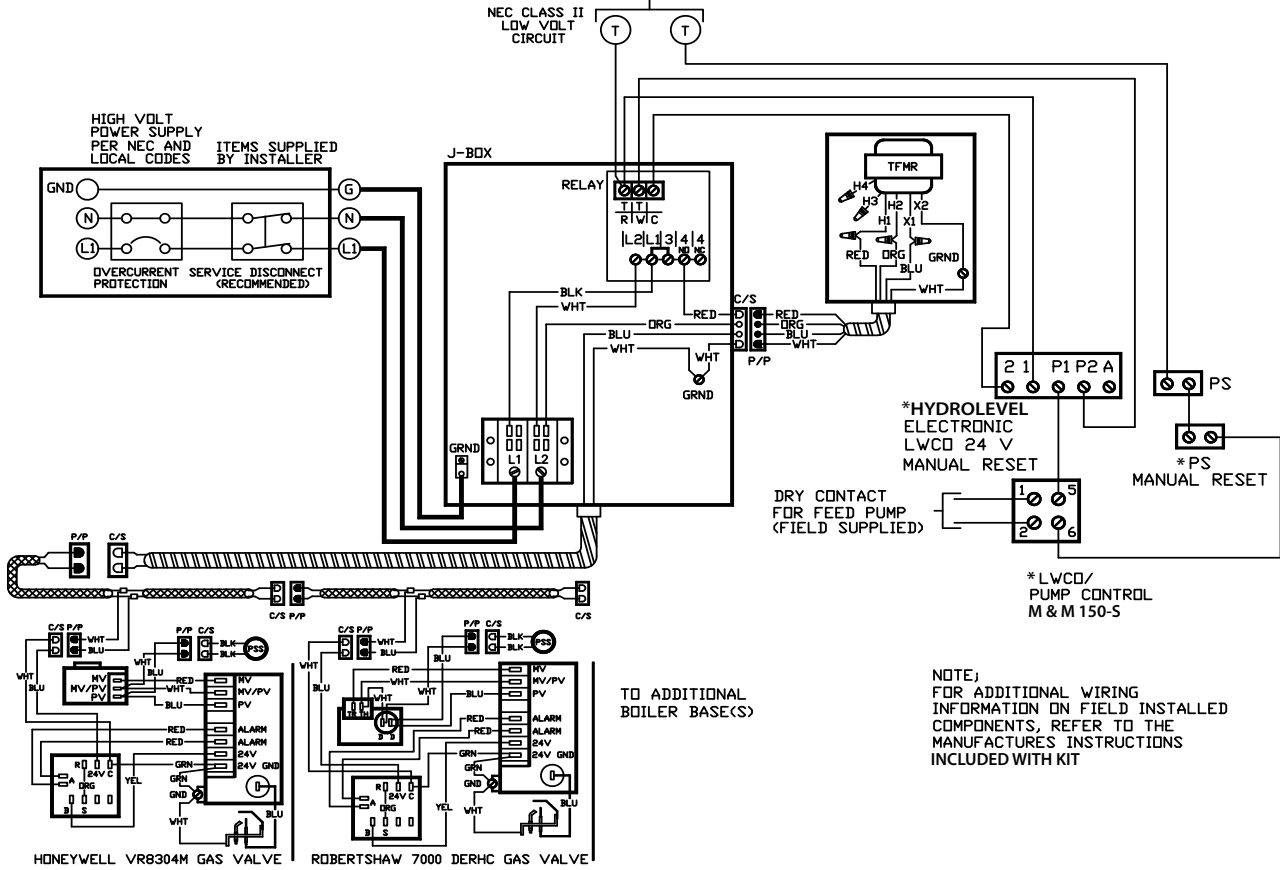 NEC CLASS II
LOW VOLT
CIRCUIT
T
T
HIGH VOLT
POWER SUPPLY
PER NEC AND
LOCAL CODES
ITEMS SUPPLIED
BY INSTALLER
GND
N
L1
G
N
L1
OVERCURRENT
PROTECTION
SERVICE DISCONNECT
(RECOMMENDED)
J-BOX
RELAY
T T
R W C
L2 L1 3 4 4
NO NC
BLK
WHT
RED
ORG
BLU
WHT
WHT
GRND
C/S
P/P
RED
ORG
BLU
WHT
GRND
L1 L2
TFMR
H4
H3
H2
X2
H1
X1
RED
ORG
BLU
GRND
WHT
2 1 P1 P2 A
*HYDROLEVEL
ELECTRONIC
LWCO 24 V
MANUAL RESET
PS
*PS
MANUAL RESET
DRY CONTACT
FOR FEED PUMP
(FIELD SUPPLIED)
1 5
2 6
*LWCO/
PUMP CONTROL
M & M 150-S
P/P
C/S
C/S P/P
C/S
C/S P/P
WHT
BLU
P/P C/S
BLK
BLK
PSS
WHT
BLU
WHT
BLU
MV
MV/PV
PV
RED
WHT
BLU
MV
MV/PV
PV
RED
RED
ALARM
ALARM
24V
24V GND
GRN
GRN
GND
YEL
WHT
BLU
R
24V C
A
ORG
B S
HONEYWELL VR8304M GAS VALVE
C/S P/P
WHT
BLU
P/P C/S
BLK
BLK
PSS
BLU
WHT
BLU
RED
WHT
WHT
WHT
BLU
TR TH
D D
MV
MV/PV
PV
RED
RED
ALARM
ALARM
24V
24V GND
GRN
GRN
GND
YEL
WHT
BLU
R
24V C
A
ORG
B S
ROBERTSHAW 7000 DERHC GAS VALVE
TO ADDITIONAL
BOILER BASE(S)
NOTE;
FOR ADDITIONAL WIRING
INFORMATION ON FIELD INSTALLED
COMPONENTS, REFER TO THE
MANUFACTURES INSTRUCTIONS
INCLUDED WITH KIT